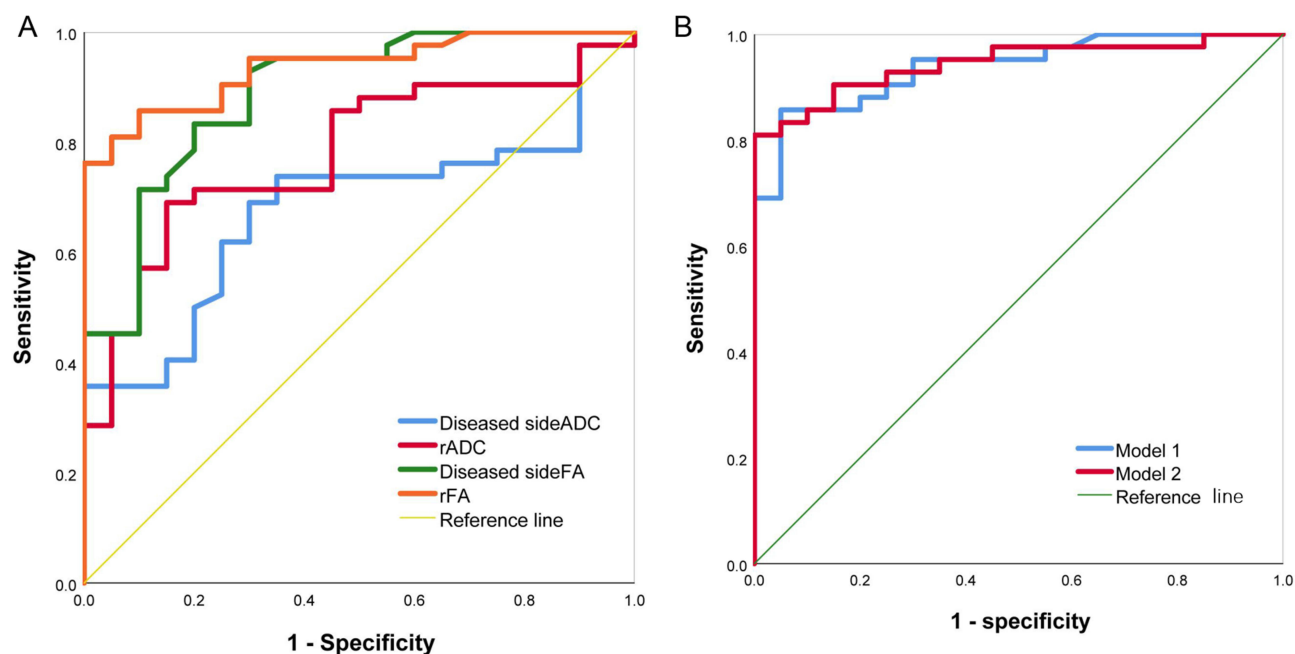 A
Sensitivity
1.0
0.8
0.6
0.4
0.2
0.0
Diseased sideADC
rADC
Diseased sideFA
rFA
Reference line
0.0 0.2 0.4 0.6 0.8 1.0
1 - Specificity
B
Sensitivity
1.0
0.8
0.6
0.4
0.2
0.0
Model 1
Model 2
Reference line
0.0 0.2 0.4 0.6 0.8 1.0
1 - specificity